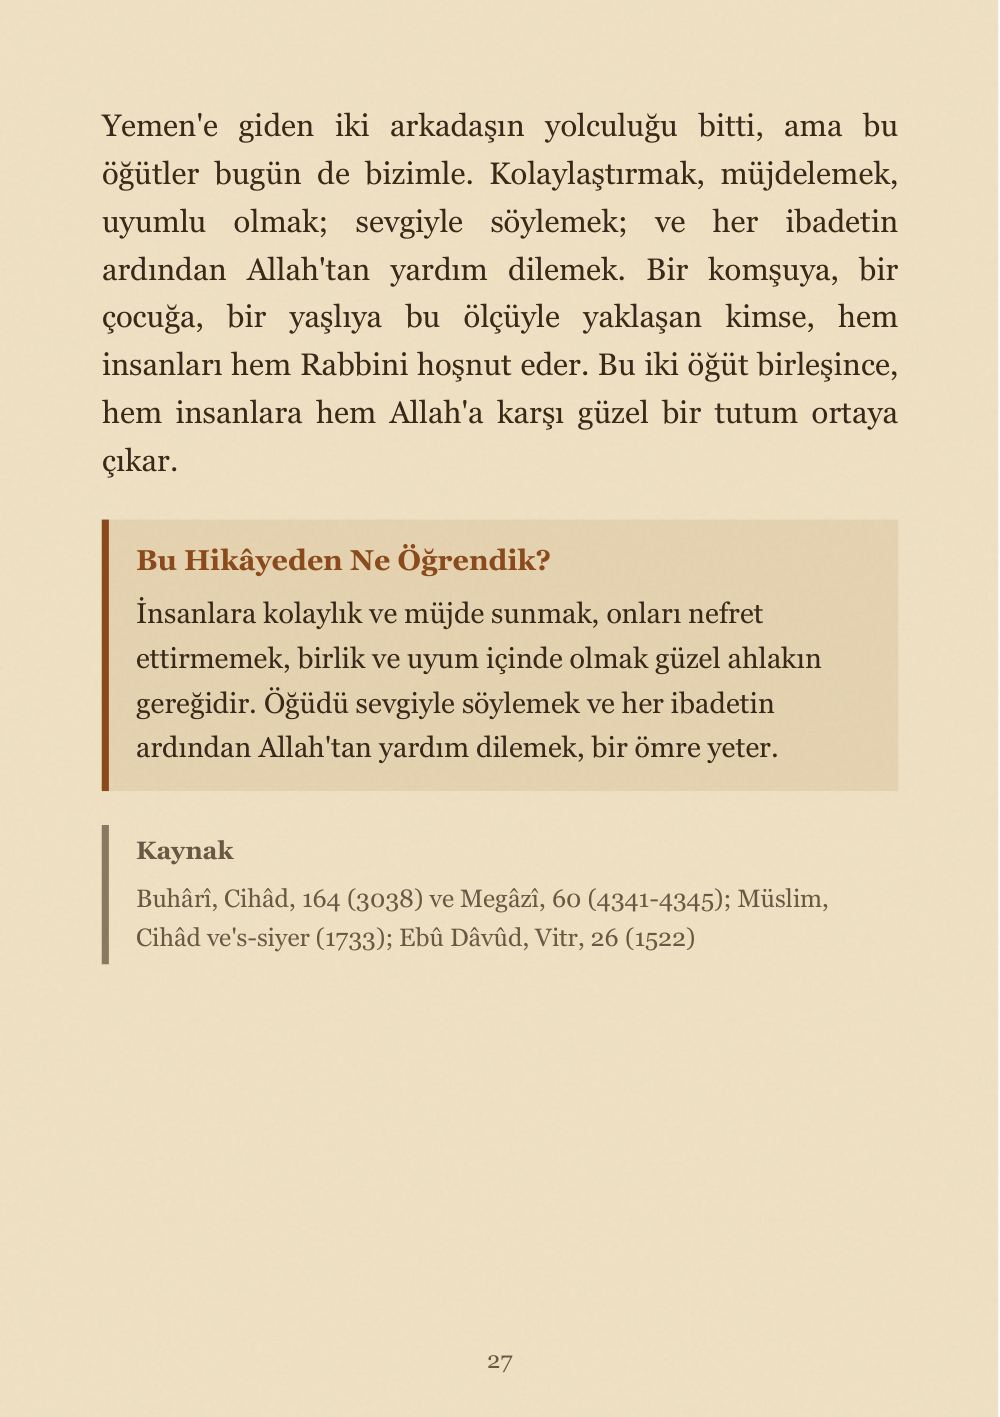 Yemen'e giden iki arkadaşın yolculuğu bitti, ama bu
öğütler bugün de bizimle. Kolaylaştırmak, müjdelemek,
uyumlu olmak; sevgiyle söylemek; ve her ibadetin
ardından Allah'tan yardım dilemek. Bir komşuya, bir
çocuğa, bir yaşlıya bu ölçüyle yaklaşan kimse, hem
insanları hem Rabbini hoşnut eder. Bu iki öğüt birleşince,
hem insanlara hem Allah'a karşı güzel bir tutum ortaya
çıkar.
Bu Hikâyeden Ne Öğrendik?
İnsanlara kolaylık ve müjde sunmak, onları nefret
ettirmemek, birlik ve uyum içinde olmak güzel ahlakın
gereğidir. Öğüdü sevgiyle söylemek ve her ibadetin
ardından Allah'tan yardım dilemek, bir ömre yeter.
Kaynak
Buhârî, Cihâd, 164 (3038) ve Megâzî, 60 (4341-4345); Müslim,
Cihâd ve's-siyer (1733); Ebû Dâvûd, Vitr, 26 (1522)
27